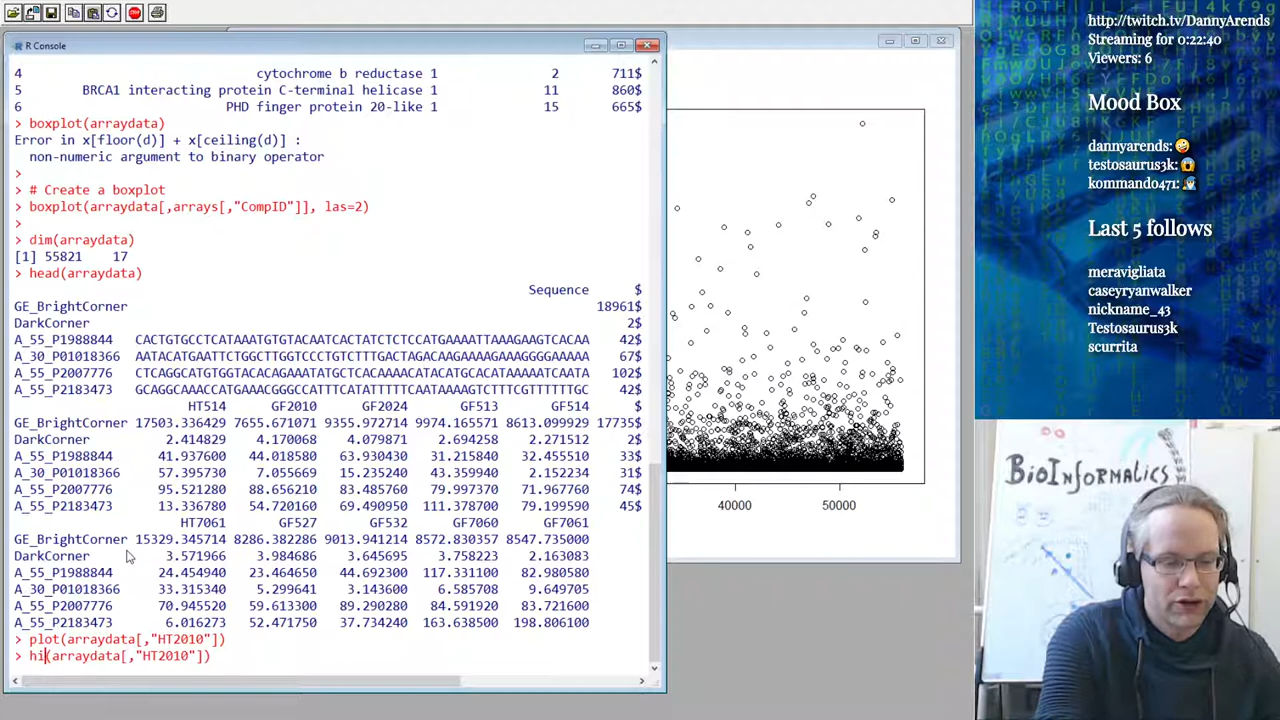 R Console
4 cytochrome b reductase 1 2 711$
5 BRCA1 interacting protein C-terminal helicase 1 11 860$
6 PHD finger protein 20-like 1 15 665$
> boxplot(arraydata)
Error in x[floor(d)] + x[ceiling(d)] :
non-numeric argument to binary operator
>
> # Create a boxplot
> boxplot(arraydata[,arrays[,"CompID"]], las=2)
>
> dim(arraydata)
[1] 55821 17
> head(arraydata)
Sequence $
GE_BrightCorner 18961$
DarkCorner 2$
A_55_P1988844 CACTGTGCCTCATAAATGTGTACAATCACTATCTCTCCATGAAAATTAAAGAAGTCACAA 42$
A_30_P01018366 AATACATGAATTCTGGCTTGGTCCCTGTCTTTGACTAGACAAGAAAAGAAAGGGGAAAAA 67$
A_55_P2007776 CTCAGGCATGTGGTACACAGAAATATGCTCACAAAACATACATGCACATAAAAATCAATA 102$
A_55_P2183473 GCAGGCAAACCATGAAACGGGCCATTTCATATTTTTCAATAAAAGTCTTTCGTTTTTTGC 42$
HT514 GF2010 GF2024 GF513 GF514 $
GE_BrightCorner 17503.336429 7655.671071 9355.972714 9974.165571 8613.099929 17735$
DarkCorner 2.414829 4.170068 4.079871 2.694258 2.271512 2$
A_55_P1988844 41.937600 44.018580 63.930430 31.215840 32.455510 33$
A_30_P01018366 57.395730 7.055669 15.235240 43.359940 2.152234 31$
A_55_P2007776 95.521280 88.656210 83.485760 79.997370 71.967760 74$
A_55_P2183473 13.336780 54.720160 69.490950 111.378700 79.199590 45$
HT7061 GF527 GF532 GF7060 GF7061
GE_BrightCorner 15329.345714 8286.382286 9013.941214 8572.830357 8547.735000
DarkCorner 3.571966 3.984686 3.645695 3.758223 2.163083
A_55_P1988844 24.454940 23.464650 44.692300 117.331100 82.980580
A_30_P01018366 33.315340 5.299641 3.143600 6.585708 9.649705
A_55_P2007776 70.945520 59.613300 89.290280 84.591920 83.721600
A_55_P2183473 6.016273 52.471750 37.734240 163.638500 198.806100
> plot(arraydata[,"HT2010"])
> hi(arraydata[,"HT2010"])
40000 50000
http://twitch.tv/DannyArends
Streaming for 0:22:40
Viewers: 6
Mood Box
dannyarends: 🤪
testosaurus3k: 😱
kommando471:
Last 5 follows
meravigliata
caseyryanwalker
nickname_43
Testosaurus3k
scurrita
BioInformatics